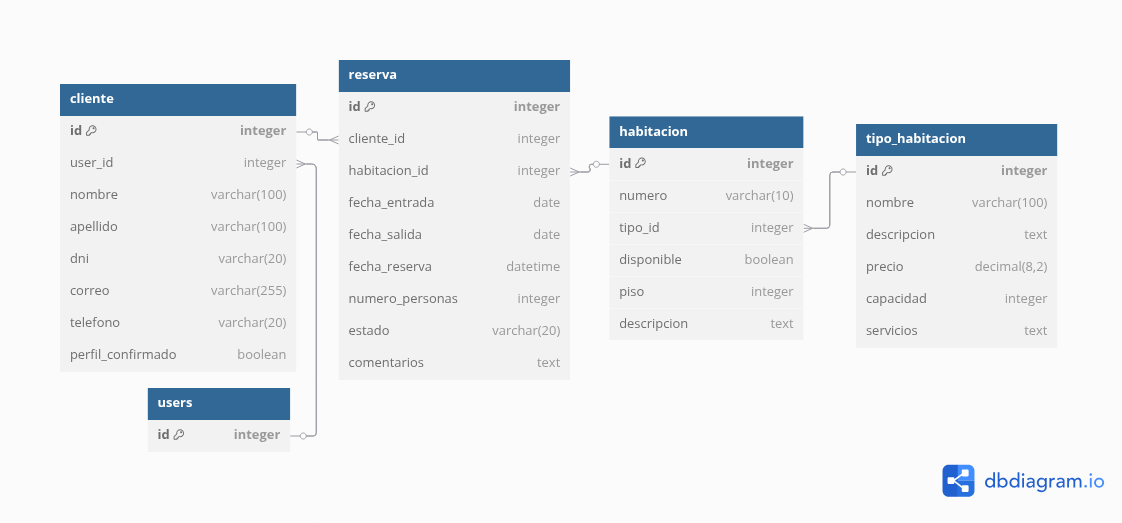 cliente
id integer
user_id integer
nombre varchar(100)
apellido varchar(100)
dni varchar(20)
correo varchar(255)
telefono varchar(20)
perfil_confirmado boolean
users
id integer
reserva
id integer
cliente_id integer
habitacion_id integer
fecha_entrada date
fecha_salida date
fecha_reserva datetime
numero_personas integer
estado varchar(20)
comentarios text
habitacion
id integer
numero varchar(10)
tipo_id integer
disponible boolean
piso integer
descripcion text
tipo_habitacion
id integer
nombre varchar(100)
descripcion text
precio decimal(8,2)
capacidad integer
servicios text
dbdiagram.io